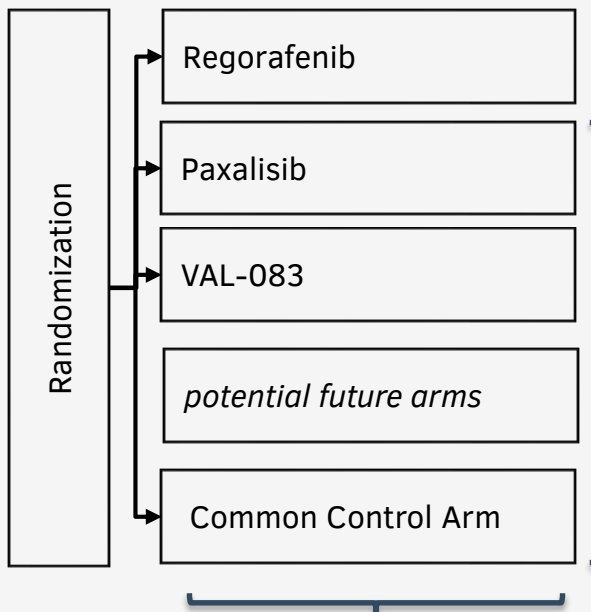 Randomization
Regorafenib
Paxalisib
VAL-083
potential future arms
Common Control Arm